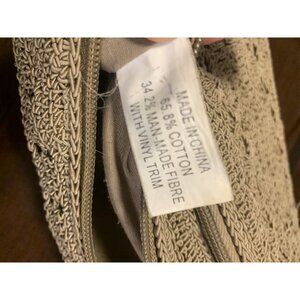 MADE IN CHINA
65.8% COTTON
34.2% MAN-MADE FIBRE
WITH VINYL TRIM